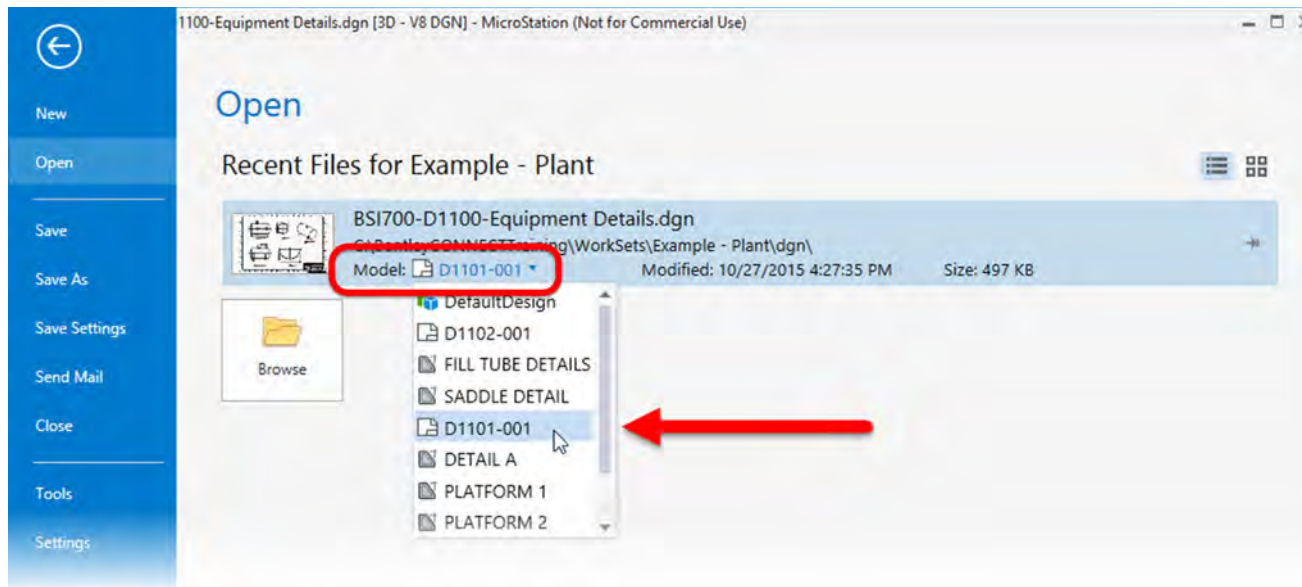 1100-Equipment Details.dgn [3D - V8 DGN] - MicroStation (Not for Commercial Use)
New
Open
Save
Save As
Save Settings
Send Mail
Close
Tools
Settings
Open
Recent Files for Example - Plant
BSI700-D1100-Equipment Details.dgn
C:\BentleyCONNECTTraining\WorkSets\Example - Plant\dgn\
Model: D1101-001 Modified: 10/27/2015 4:27:35 PM Size: 497 KB
Browse
DefaultDesign
D1102-001
FILL TUBE DETAILS
SADDLE DETAIL
D1101-001
DETAIL A
PLATFORM 1
PLATFORM 2